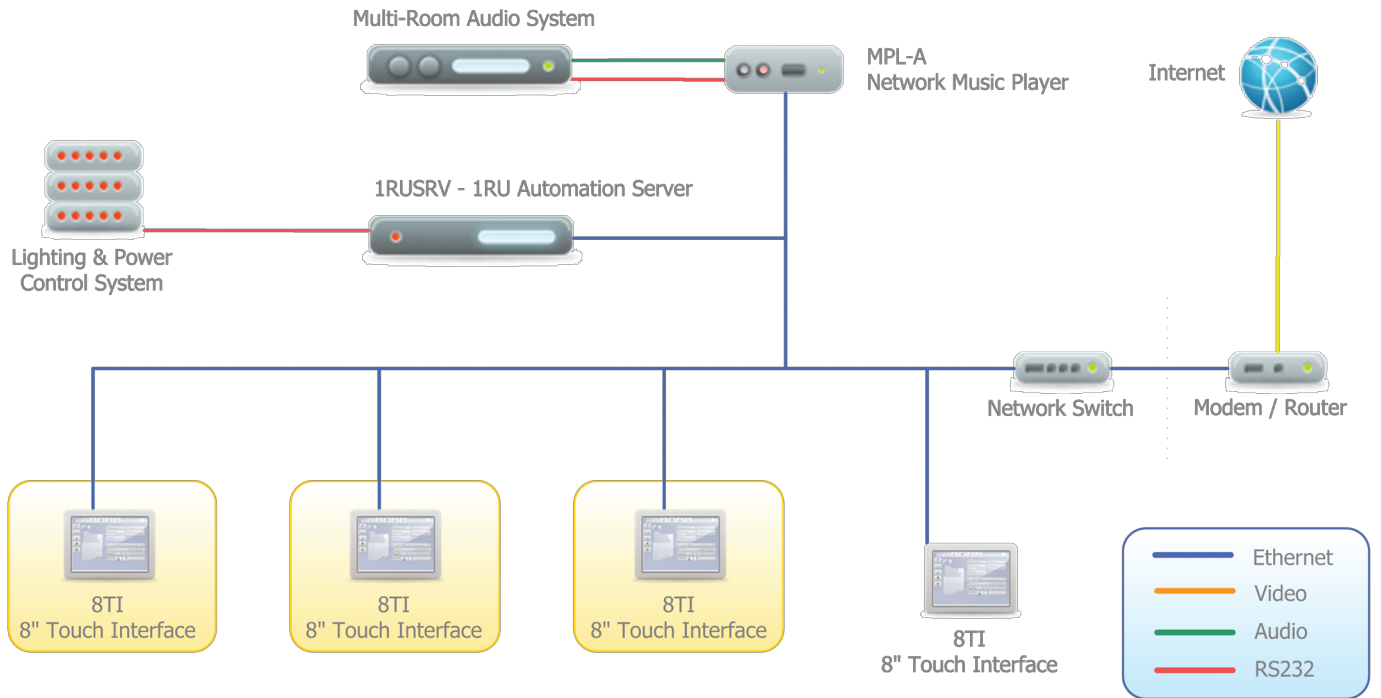 Multi-Room Audio System
MPL-A
Network Music Player
Internet
1RUSRV - 1RU Automation Server
Lighting & Power
Control System
Network Switch
Modem / Router
8TI
8" Touch Interface
8TI
8" Touch Interface
8TI
8" Touch Interface
8TI
8" Touch Interface
Ethernet
Video
Audio
RS232